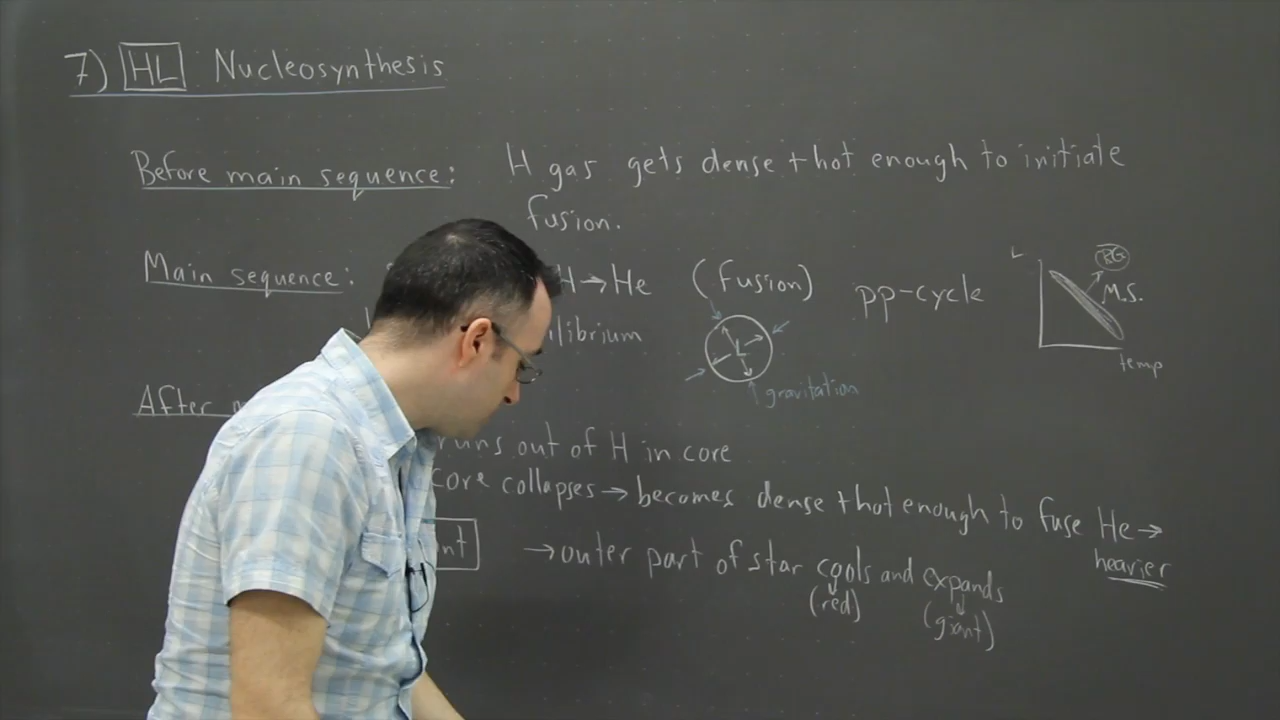 7) HL Nucleosynthesis
Before main sequence: H gas gets dense + hot enough to initiate
fusion.
Main sequence: H → He (fusion) pp-cycle
L
RG
M.S.
temp
L
gravitation
After
runs out of H in core
core collapses → becomes dense + hot enough to fuse He →
heavier
→ outer part of star cools and expands
(red) (giant)